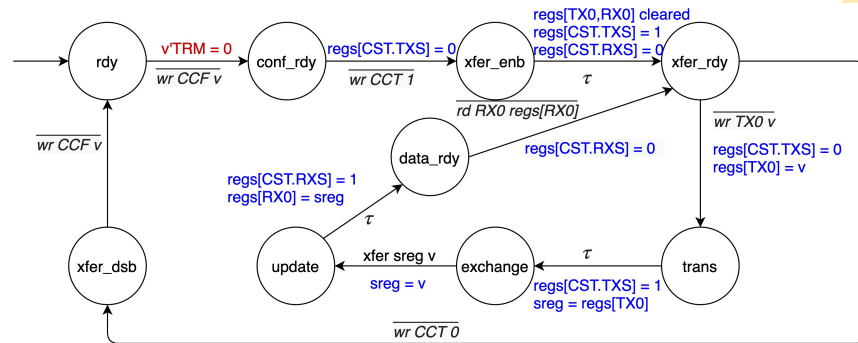 regs[TX0,RX0] cleared
regs[CST.TXS] = 1
regs[CST.RXS] = 0
v'TRM = 0
regs[CST.TXS] = 0
rdy
conf_rdy
xfer_enb
xfer_rdy
wr CCF v
wr CCT 1
τ
rd RX0 regs[RX0]
wr TX0 v
wr CCF v
data_rdy
regs[CST.RXS] = 0
regs[CST.TXS] = 0
regs[TX0] = v
regs[CST.RXS] = 1
regs[RX0] = sreg
τ
xfer_dsb
update
xfer sreg v
exchange
τ
trans
sreg = v
regs[CST.TXS] = 1
sreg = regs[TX0]
wr CCT 0